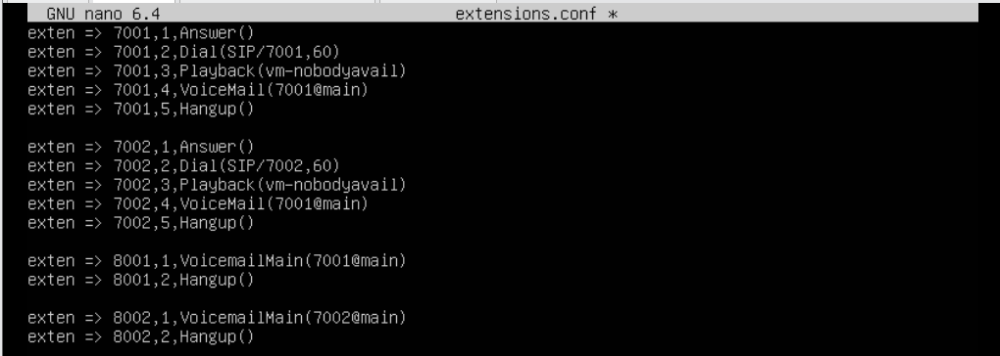 GNU nano 6.4 extensions.conf *
exten => 7001,1,Answer()
exten => 7001,2,Dial(SIP/7001,60)
exten => 7001,3,Playback(vm-nobodyavail)
exten => 7001,4,VoiceMail(7001@main)
exten => 7001,5,Hangup()
exten => 7002,1,Answer()
exten => 7002,2,Dial(SIP/7002,60)
exten => 7002,3,Playback(vm-nobodyavail)
exten => 7002,4,VoiceMail(7001@main)
exten => 7002,5,Hangup()
exten => 8001,1,VoicemailMain(7001@main)
exten => 8001,2,Hangup()
exten => 8002,1,VoicemailMain(7002@main)
exten => 8002,2,Hangup()